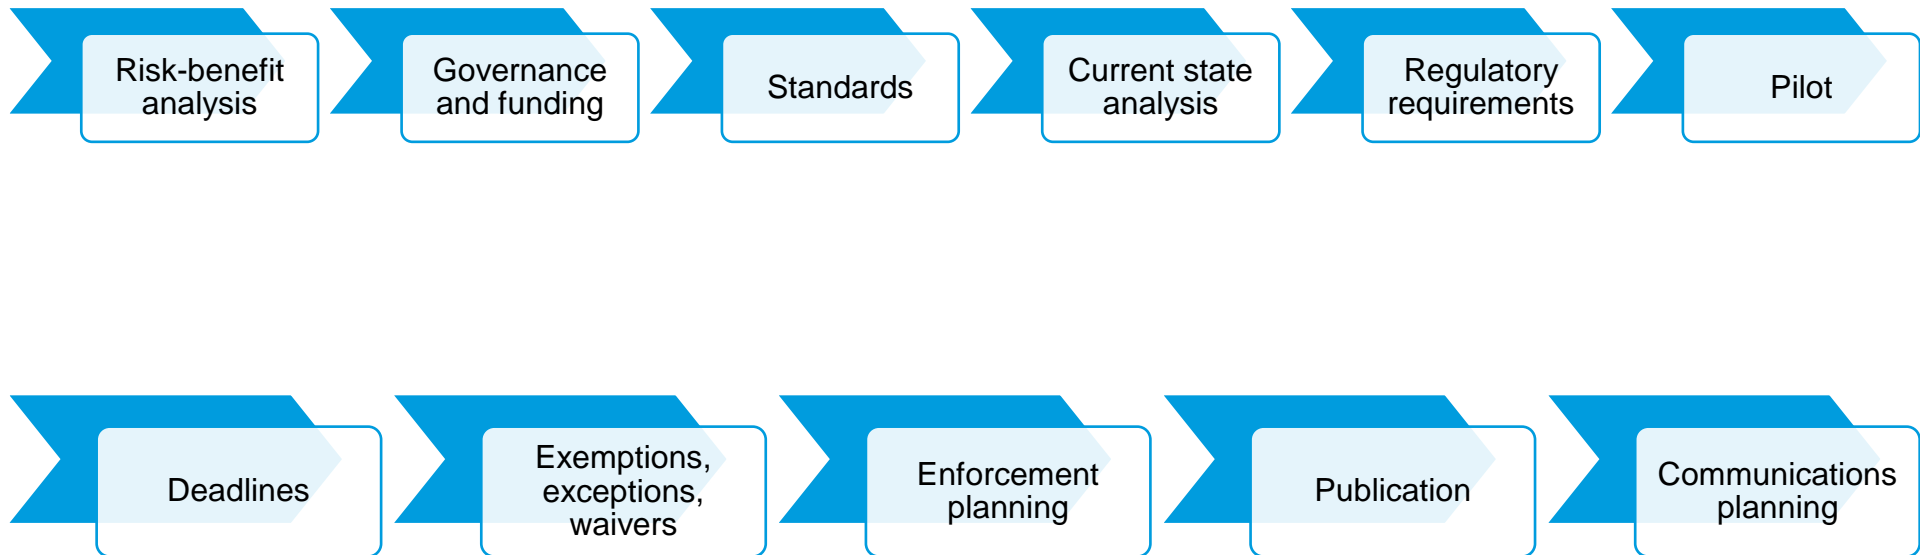 Risk-benefit
analysis
Governance
and funding
Standards
Current state
analysis
Regulatory
requirements
Pilot
Deadlines
Exemptions,
exceptions,
waivers
Enforcement
planning
Publication
Communications
planning